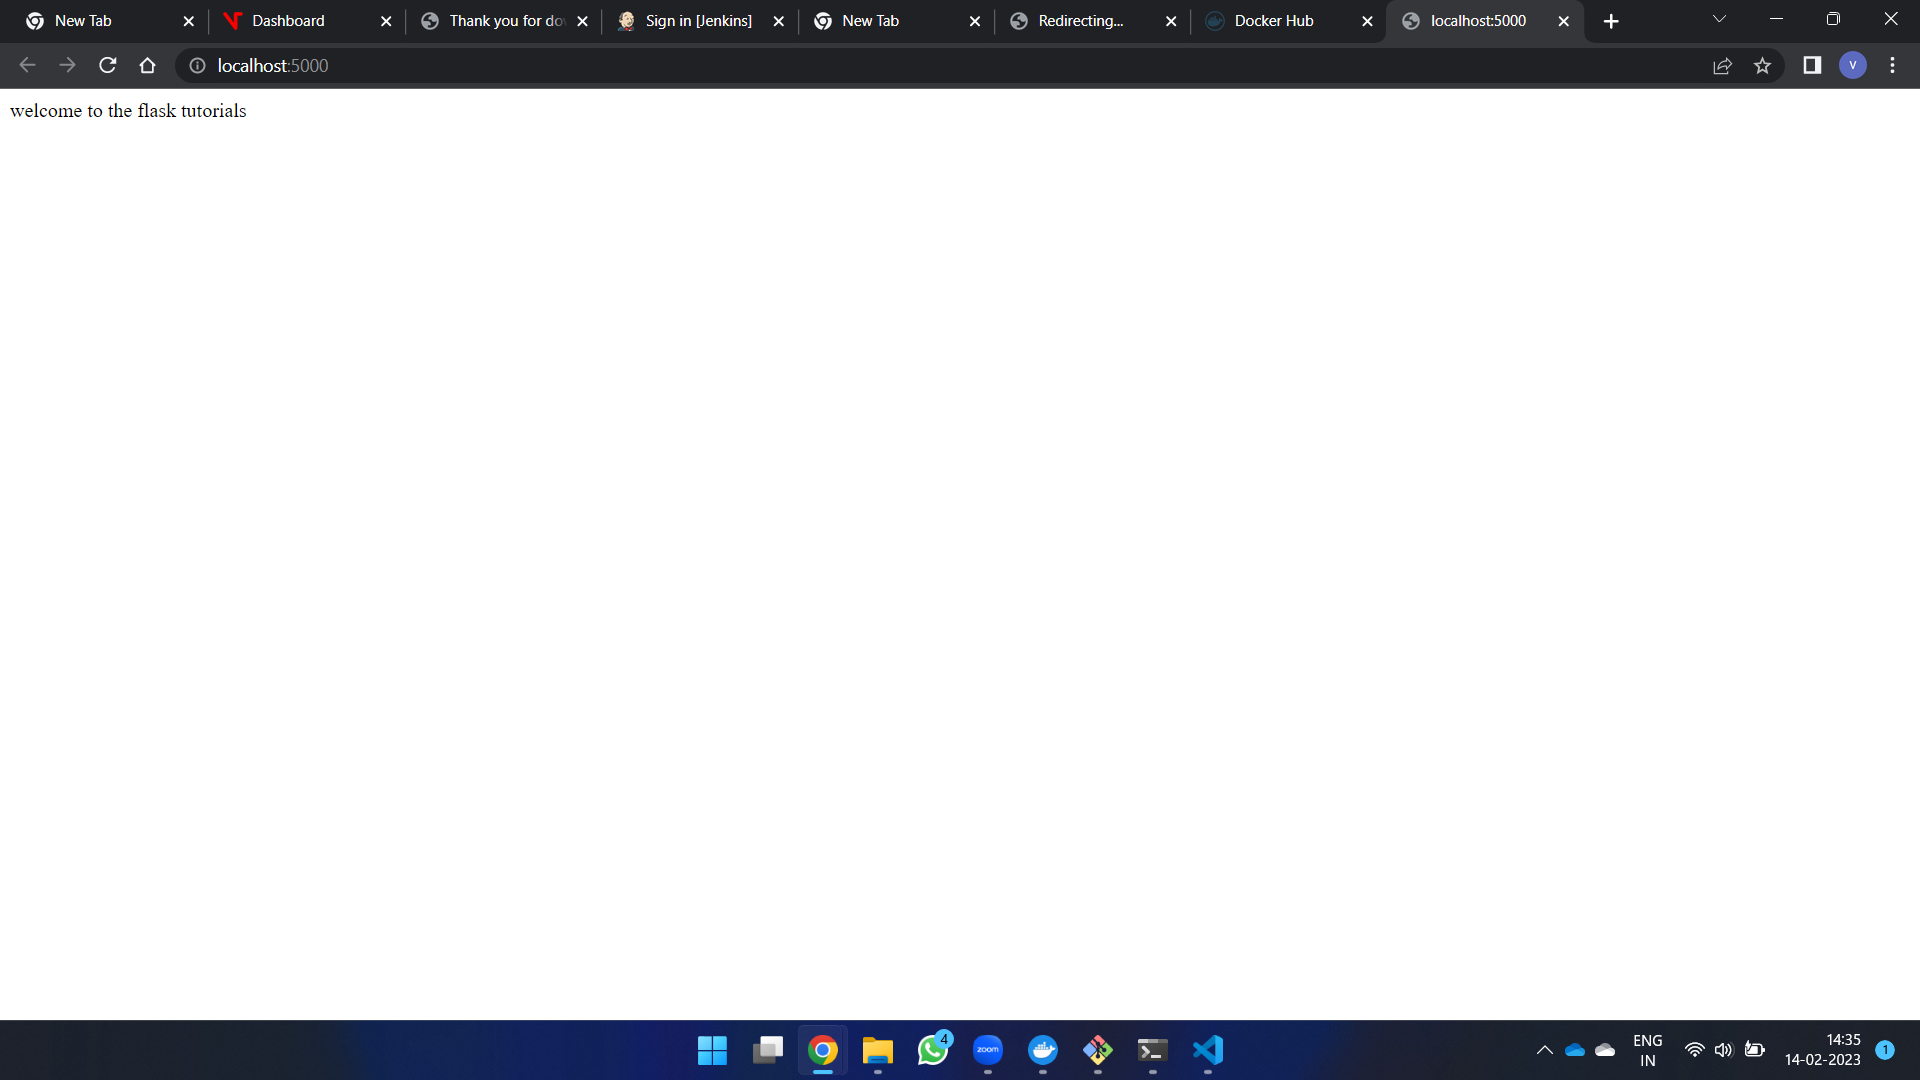 New Tab
Dashboard
Thank you for do
Sign in [Jenkins]
New Tab
Redirecting...
Docker Hub
localhost:5000
localhost:5000
V
welcome to the flask tutorials
4
zoom
ENG
IN
14:35
14-02-2023
1